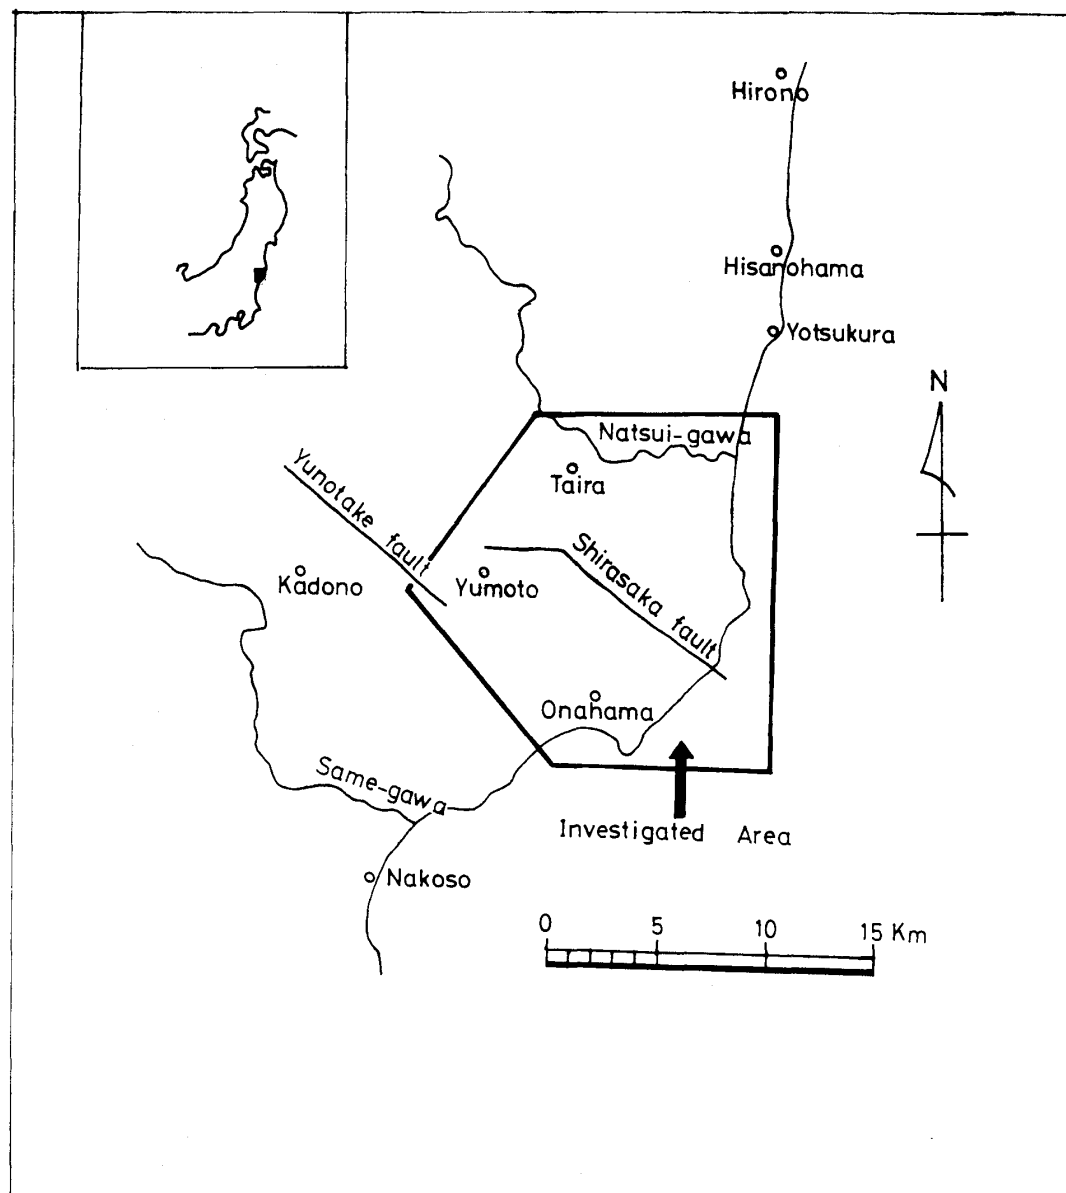 Hirono
Hisanohama
Yotsukura
N
Natsui-gawa
Taira
Yunotake fault
Shirasaka fault
Kadono
Yumoto
Onahama
Same-gawa
Investigated Area
Nakoso
0 5 10 15 Km